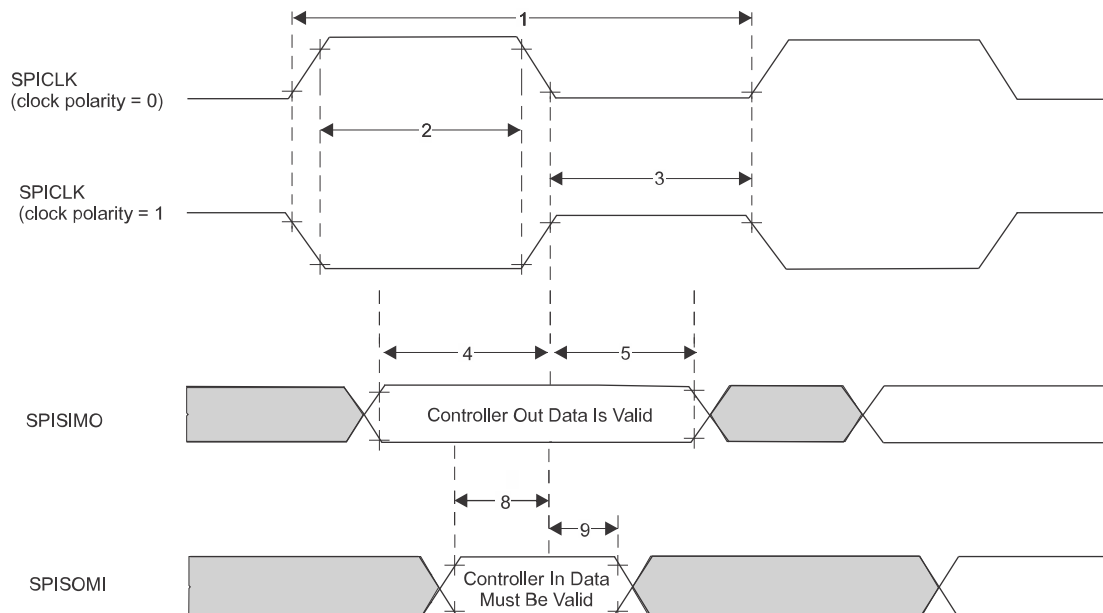 1
SPICLK
(clock polarity = 0)
2
3
SPICLK
(clock polarity = 1
4
5
SPISIMO
Controller Out Data Is Valid
8
9
SPISOMI
Controller In Data
Must Be Valid